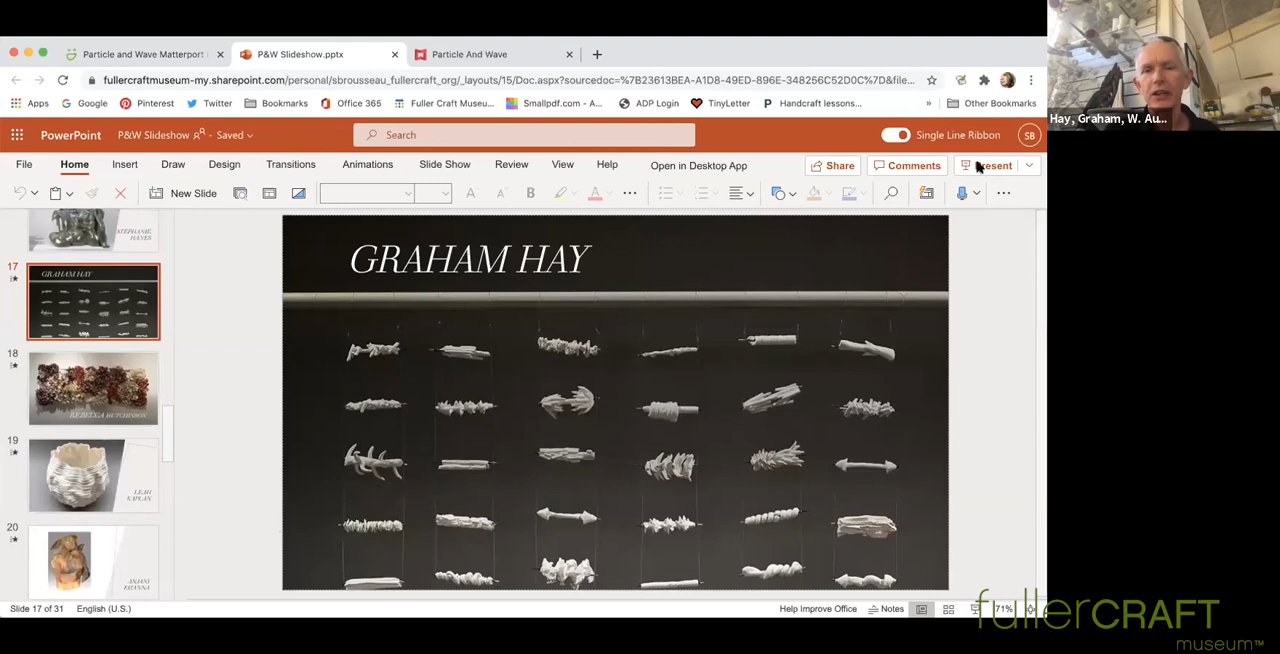 Particle and Wave Matterport
P&W Slideshow.pptx
Particle And Wave
fullercraftmuseum-my.sharepoint.com/personal/sbrousseau_fullercraft_org/_layouts/15/Doc.aspx?sourcedoc=%7B23613BEA-A1D8-49ED-896E-348256C52D0C%7D&file...
Apps
Google
Pinterest
Twitter
Bookmarks
Office 365
Fuller Craft Museu...
Smallpdf.com - A...
ADP Login
TinyLetter
Handcraft lessons...
»
Other Bookmarks
Hay, Graham, W. Au...
PowerPoint
P&W Slideshow - Saved
Search
Single Line Ribbon
SB
File
Home
Insert
Draw
Design
Transitions
Animations
Slide Show
Review
View
Help
Open in Desktop App
Share
Comments
Present
New Slide
B
A
STEPHANIE
HANES
17
GRAHAM HAY
18
REBECCA HUTCHINSON
19
LEAH
KAPLAN
20
ANJANI
KHANNA
GRAHAM HAY
Slide 17 of 31
English (U.S.)
Help Improve Office
Notes
71%
fullerCRAFT
museum™